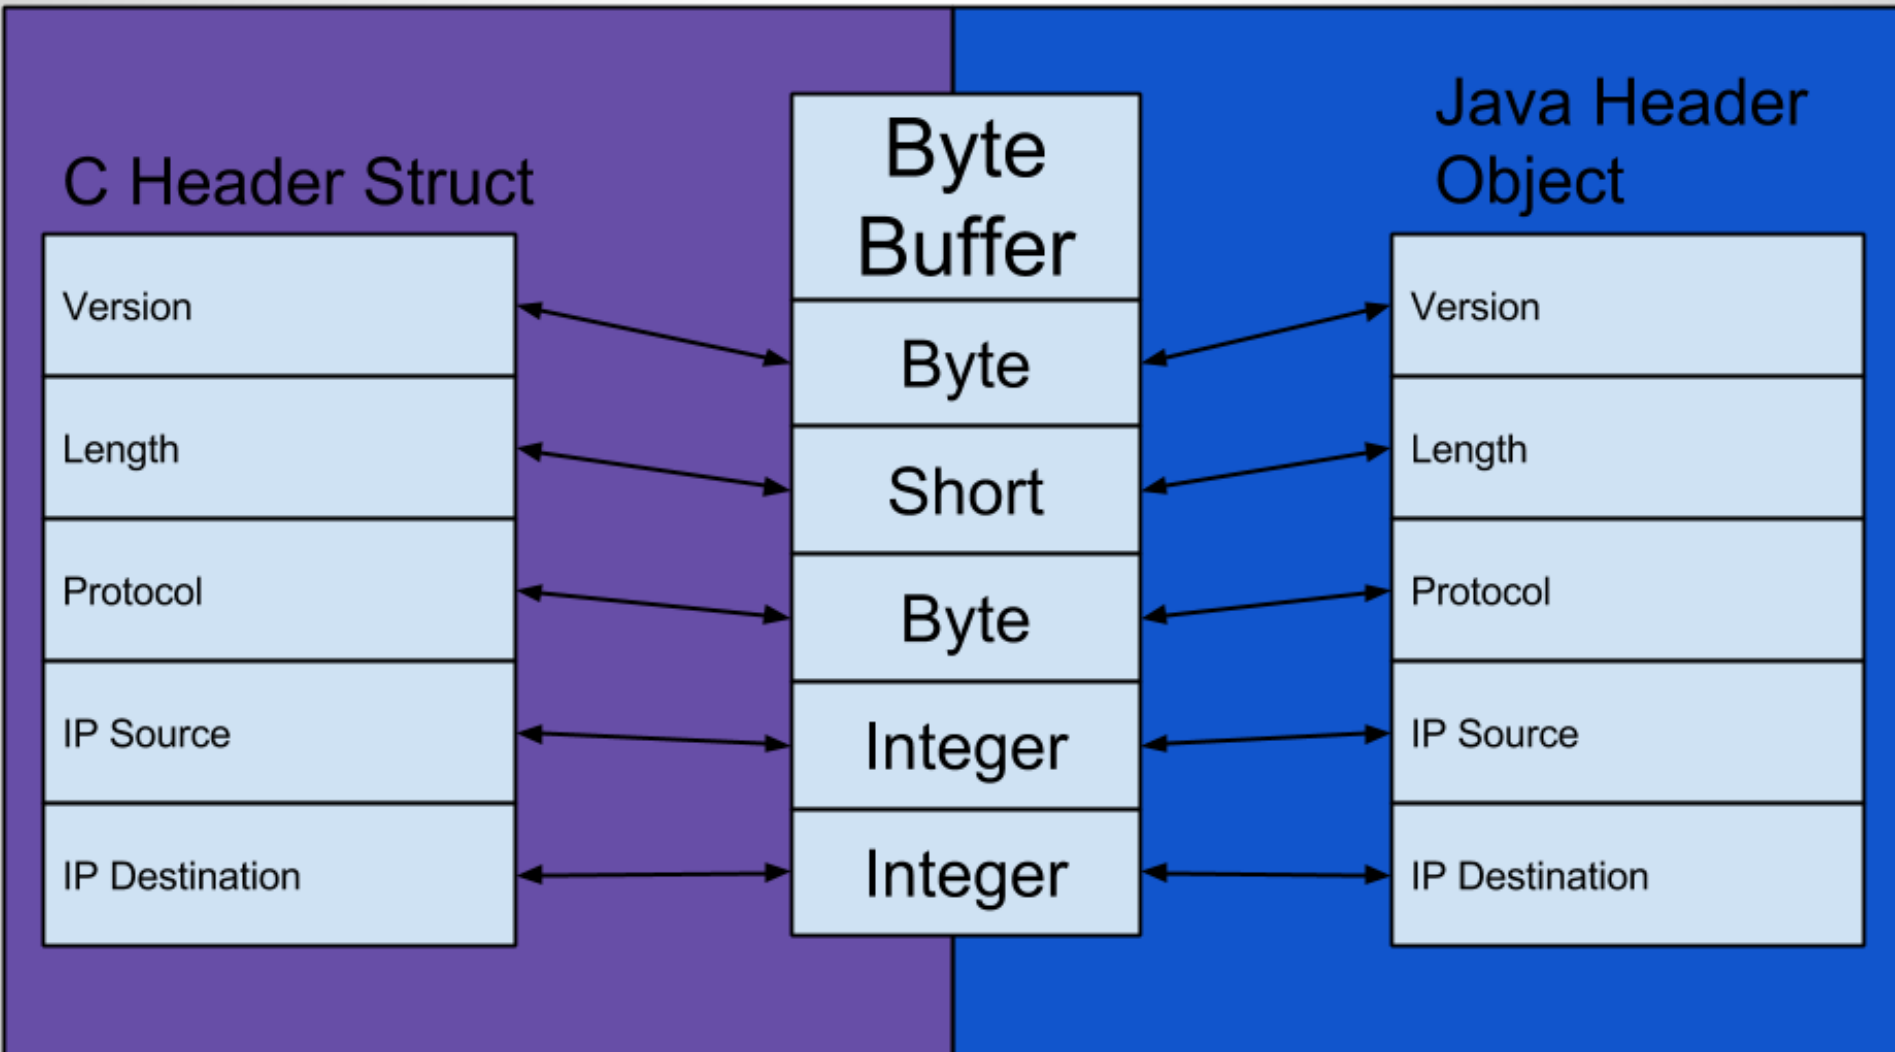 C Header Struct
Version
Length
Protocol
IP Source
IP Destination
Byte
Buffer
Byte
Short
Byte
Integer
Integer
Java Header
Object
Version
Length
Protocol
IP Source
IP Destination